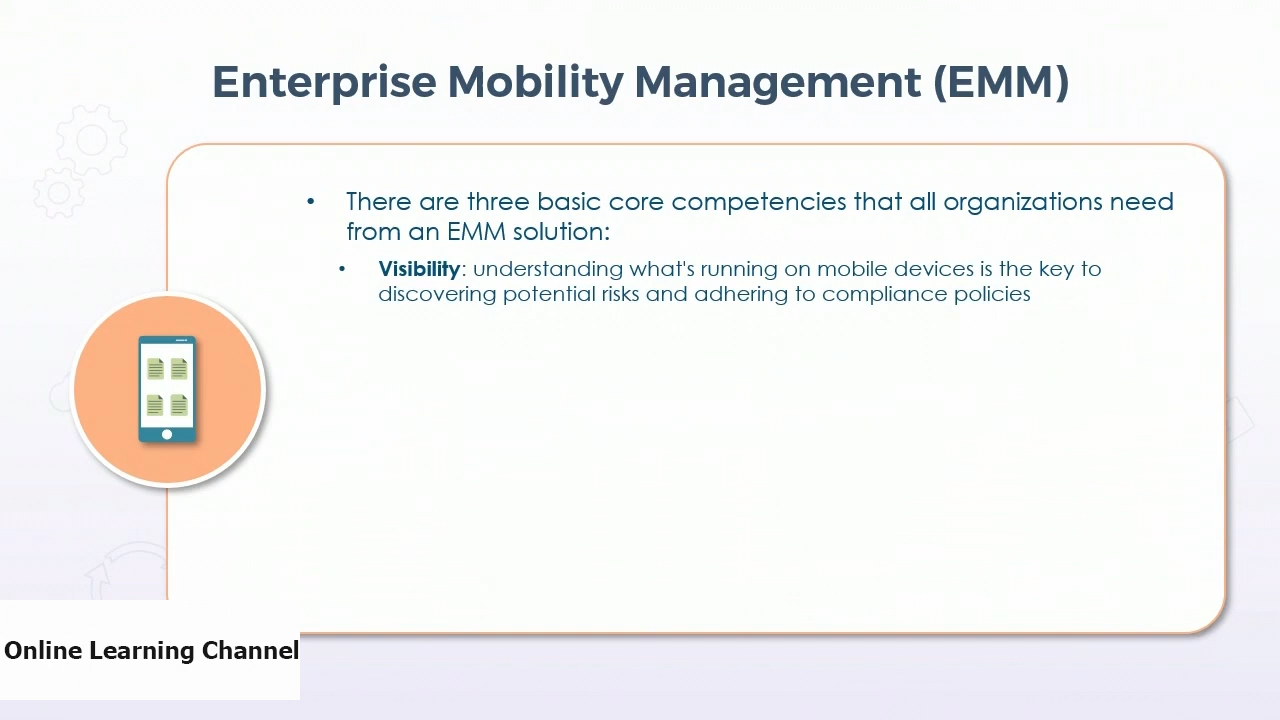 Enterprise Mobility Management (EMM)
• There are three basic core competencies that all organizations need
from an EMM solution:
• Visibility: understanding what's running on mobile devices is the key to
discovering potential risks and adhering to compliance policies
Online Learning Channel